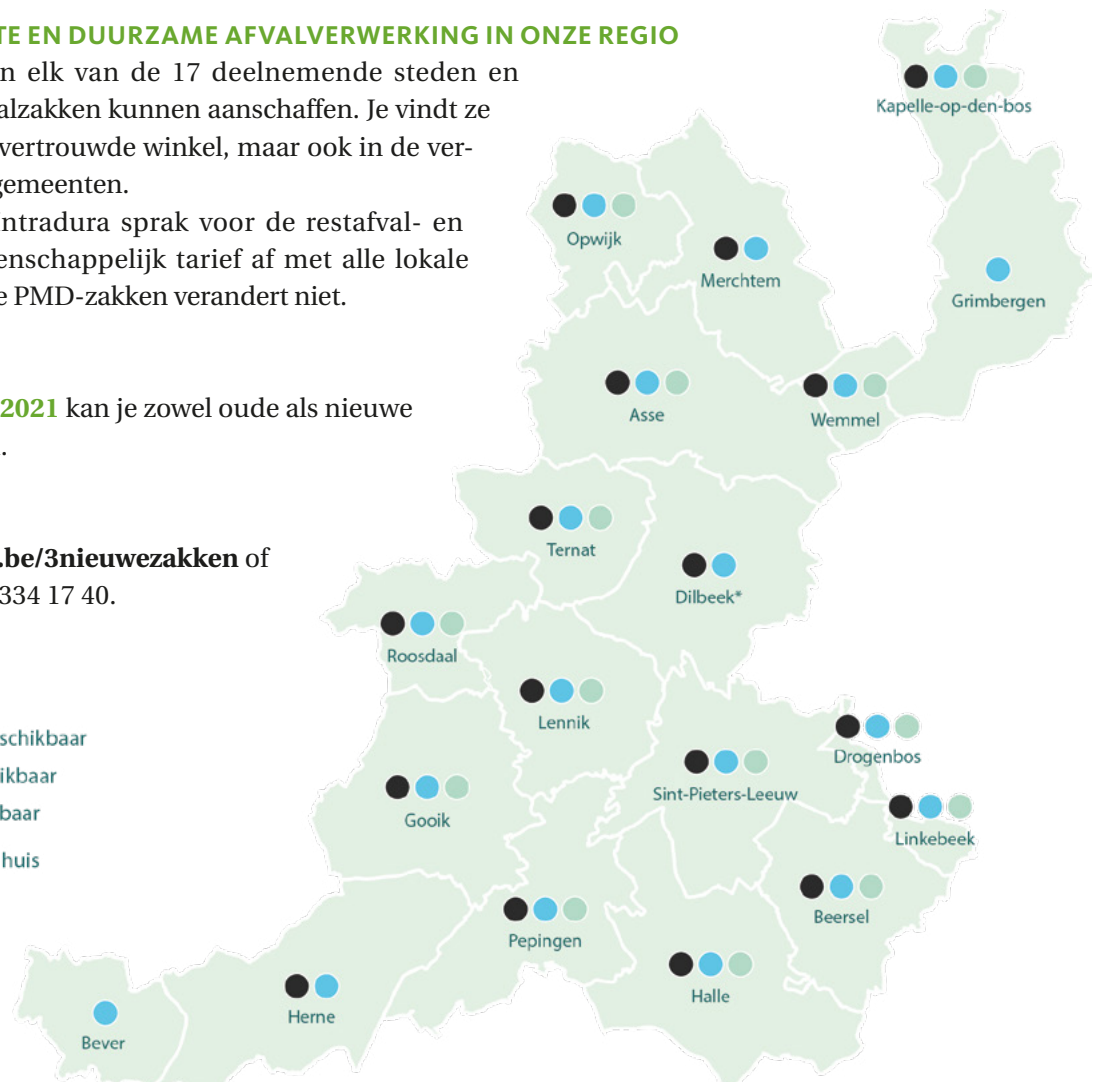 TE EN DUURZAME AFVALVERWERKING IN ONZE REGIO
n elk van de 17 deelnemende steden en
alzakken kunnen aanschaffen. Je vindt ze
vertrouwde winkel, maar ook in de ver-
gemeenten.
ntradura sprak voor de restafval- en
enschappelijk tarief af met alle lokale
e PMD-zakken verandert niet.
2021 kan je zowel oude als nieuwe
.
.be/3nieuwezakken of
334 17 40.
schikbaar
ikbaar
baar
huis
Kapelle-op-den-bos
Opwijk
Merchtem
Grimbergen
Asse
Wemmel
Ternat
Dilbeek*
Roosdaal
Lennik
Drogenbos
Sint-Pieters-Leeuw
Gooik
Linkebeek
Beersel
Pepingen
Halle
Herne
Bever